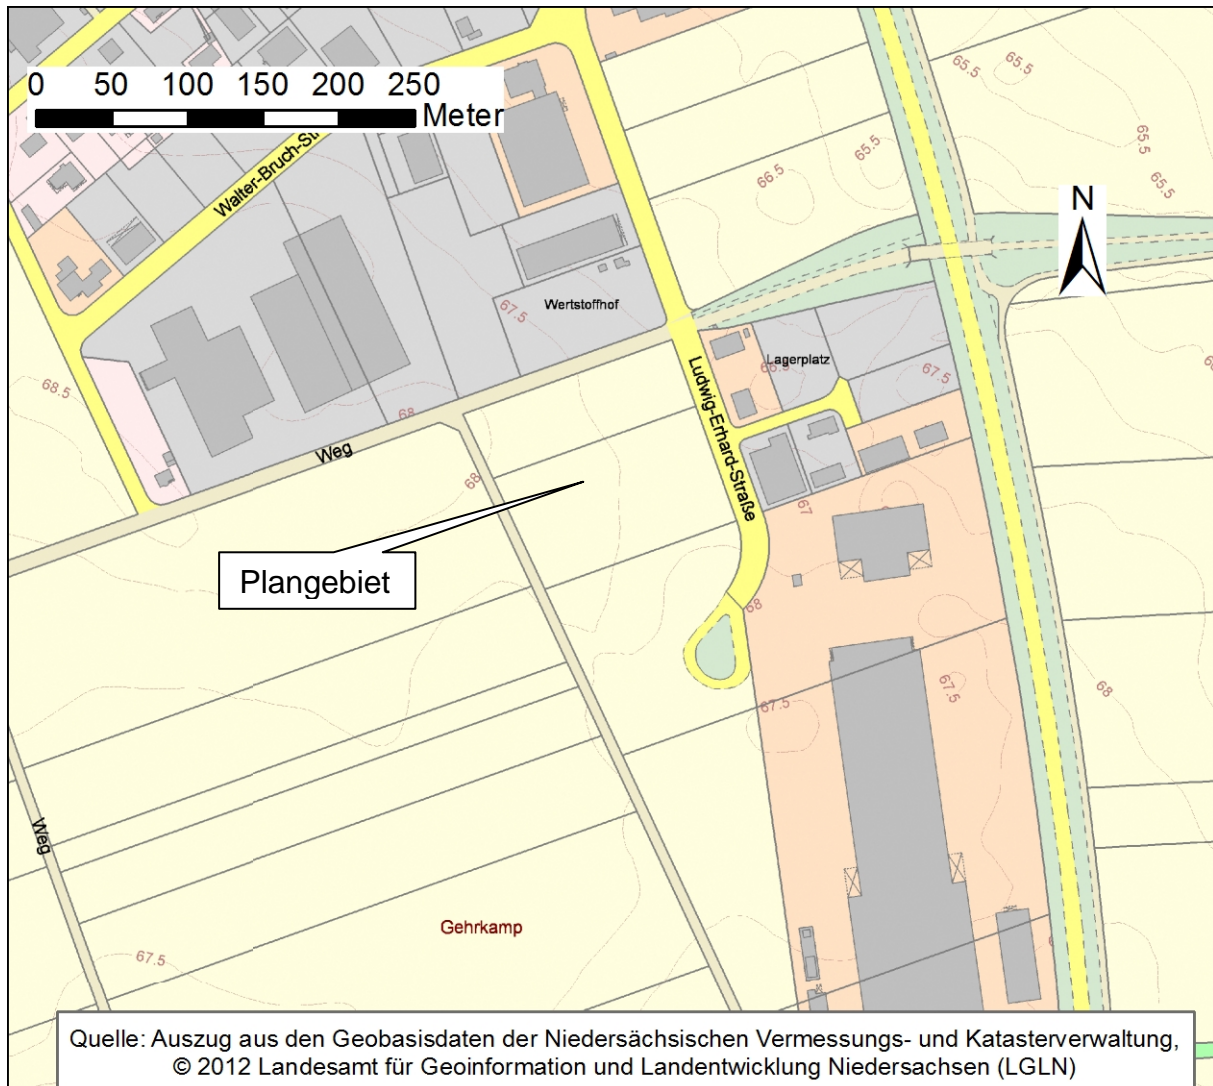 0 50 100 150 200 250
Meter
65.5
65.5
65.5
65.5
65.5
66.5
N
Walter-Bruch-Str
Wertstoffhof
67.5
Lagerplatz
66.5
67.5
68.5
68
Ludwig-Erhard-Straße
Weg
68
67
Plangebiet
68
67.5
67.5
68
Weg
Gehrkamp
67.5
Quelle: Auszug aus den Geobasisdaten der Niedersächsischen Vermessungs- und Katasterverwaltung,
© 2012 Landesamt für Geoinformation und Landentwicklung Niedersachsen (LGLN)